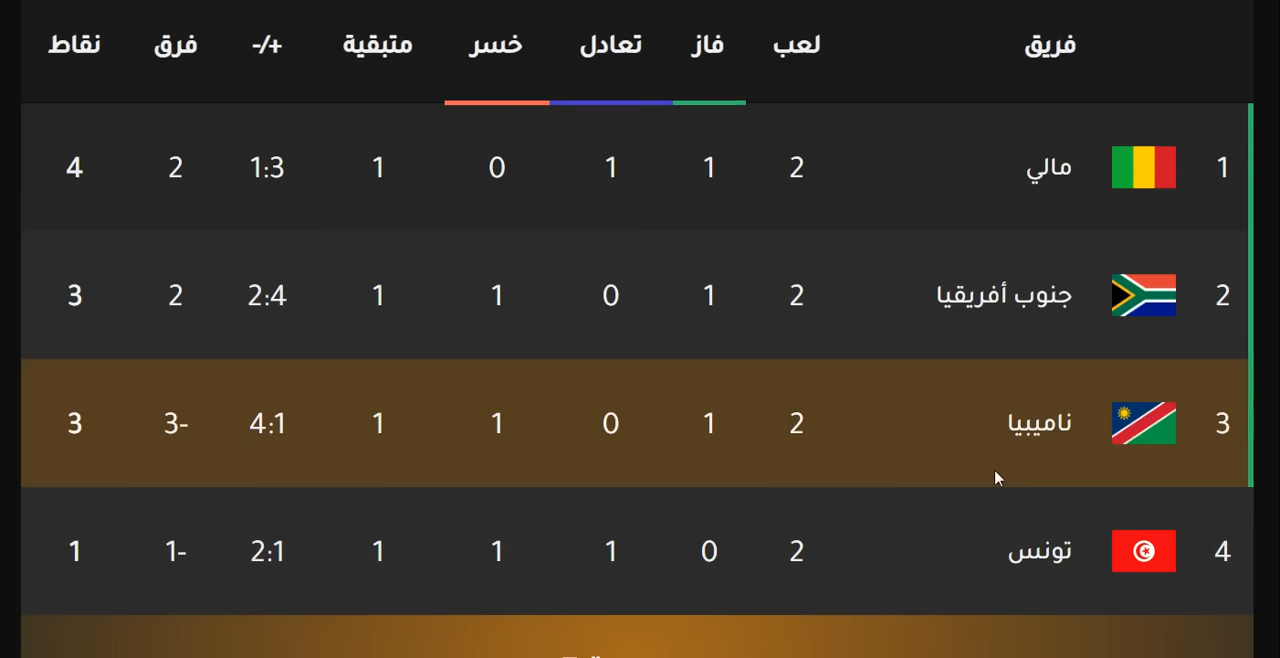 فريق لعب فاز تعادل خسر متبقية +/- فرق نقاط
1 مالي 2 1 1 0 1 1:3 2 4
2 جنوب أفريقيا 2 1 0 1 1 2:4 2 3
3 ناميبيا 2 1 0 1 1 4:1 3- 3
4 تونس 2 0 1 1 1 2:1 1- 1